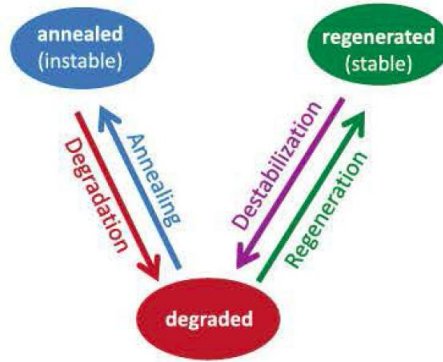 annealed
(instable)
regenerated
(stable)
Degradation
Annealing
Destabilization
Regeneration
degraded